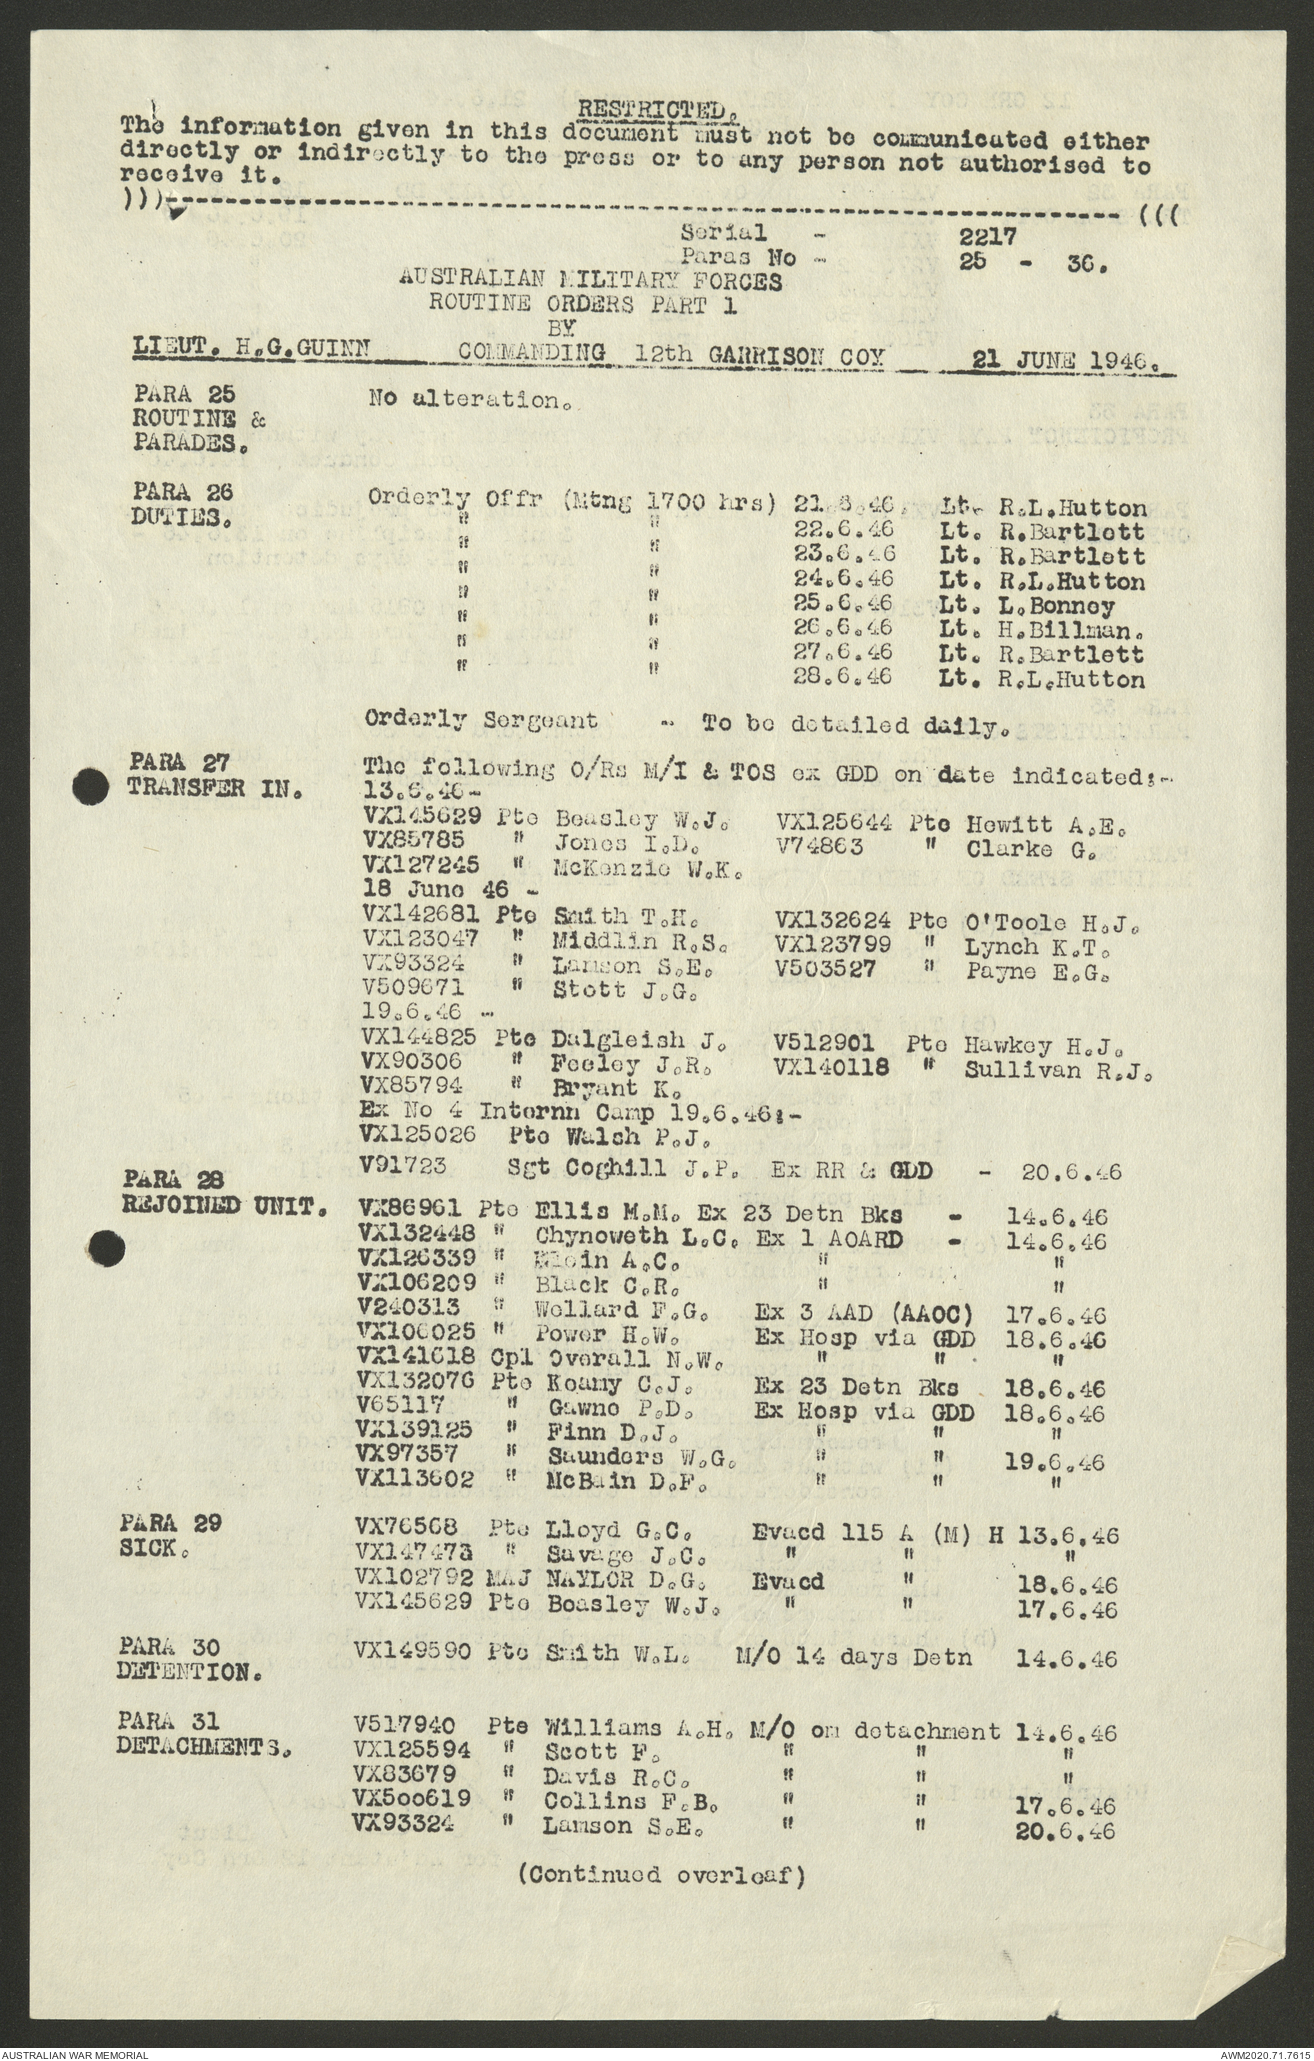 RESTRICTED.
The information given in this document must not be communicated either
directly or indirectly to the press or to any person not authorised to
receive it.
)))------------------------------------------------------------------(((
Serial - 2217
Paras No - 25 - 36.
AUSTRALIAN MILITARY FORCES
ROUTINE ORDERS PART 1
BY
LIEUT. H.G.GUINN COMMANDING 12th GARRISON COY 21 JUNE 1946.
PARA 25 No alteration.
ROUTINE &
PARADES.
PARA 26 Orderly Offr (Mtng 1700 hrs) 21.6.46. Lt. R.L.Hutton
DUTIES. " " 22.6.46 Lt. R.Bartlett
" " 23.6.46 Lt. R.Bartlett
" " 24.6.46 Lt. R.L.Hutton
" " 25.6.46 Lt. L.Bonney
" " 26.6.46 Lt. H.Billman.
" " 27.6.46 Lt. R.Bartlett
" " 28.6.46 Lt. R.L.Hutton
Orderly Sergeant - To be detailed daily.
PARA 27 The following O/Rs M/I & TOS ex GDD on date indicated:-
TRANSFER IN. 13.6.46-
VX145629 Pte Beasley W.J. VX125644 Pte Hewitt A.E.
VX85785 " Jones I.D. V74863 " Clarke G.
VX127245 " McKenzie W.K.
18 June 46 -
VX142681 Pte Smith T.H. VX132624 Pte O'Toole H.J.
VX123047 " Middlin R.S. VX123799 " Lynch K.T.
VX93324 " Lamson S.E. V503527 " Payne E.G.
V509671 " Stott J.G.
19.6.46 -
VX144825 Pte Dalgleish J. V512901 Pte Hawkey H.J.
VX90306 " Feeley J.R. VX140118 " Sullivan R.J.
VX85794 " Bryant K.
Ex No 4 Internn Camp 19.6.46:-
VX125026 Pte Walsh P.J.
V91723 Sgt Coghill J.P. Ex RR & GDD - 20.6.46
PARA 28
REJOINED UNIT. VX86961 Pte Ellis M.M. Ex 23 Detn Bks - 14.6.46
VX132448 " Chynoweth L.C. Ex 1 AOARD - 14.6.46
VX126339 " A.C. " "
VX106209 " Black C.R. " "
V240313 " Wollard F.G. Ex 3 AAD (AAOC) 17.6.46
VX106025 " Power H.W. Ex Hosp via GDD 18.6.46
VX141618 Cpl Overall N.W. " " "
VX132076 Pte Koany C.J. Ex 23 Detn Bks 18.6.46
V65117 " Gawne P.D. Ex Hosp via GDD 18.6.46
VX139125 " Finn D.J. " " "
VX97357 " Saunders W.G. " " 19.6.46
VX113602 " McBain D.F. " " "
PARA 29 VX76568 Pte Lloyd G.C. Evacd 115 A (M) H 13.6.46
SICK. VX147473 " Savage J.C. " " "
VX102792 MAJ NAYLOR D.G. Evacd " 18.6.46
VX145629 Pte Beasley W.J. " " 17.6.46
PARA 30 VX149590 Pte Smith W.L. M/O 14 days Detn 14.6.46
DETENTION.
PARA 31 V517940 Pte Williams A.H. M/O on detachment 14.6.46
DETACHMENTS. VX125594 " Scott F. " " "
VX83679 " Davis R.C. " " "
VX500619 " Collins F.B. " " 17.6.46
VX93324 " Lamson S.E. " " 20.6.46
(Continued overleaf)
AUSTRALIAN WAR MEMORIAL AWM2020.71.7615